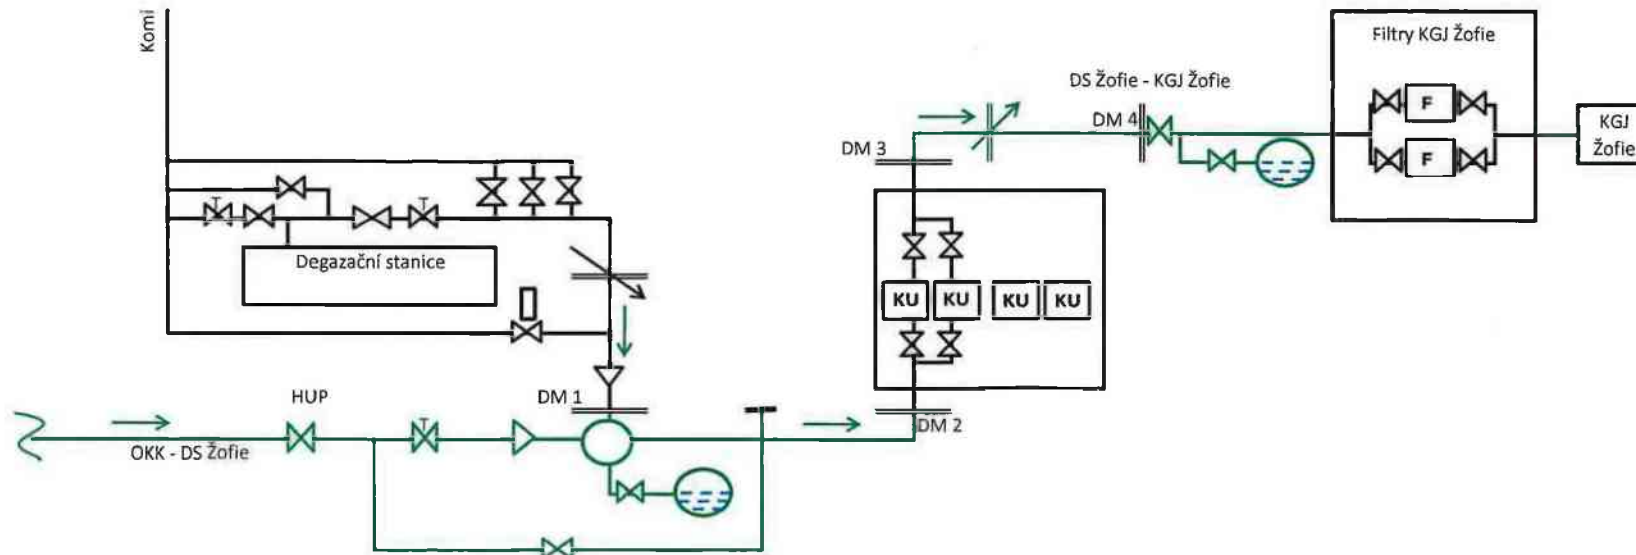 Komi
Filtry KGJ Žofie
F
F
KGJ
Žofie
DS Žofie - KGJ Žofie
DM 4
DM 3
T
T
Degazační stanice
KU
KU
KU
KU
HUP
DM 1
DM 2
T
OKK - DS Žofie